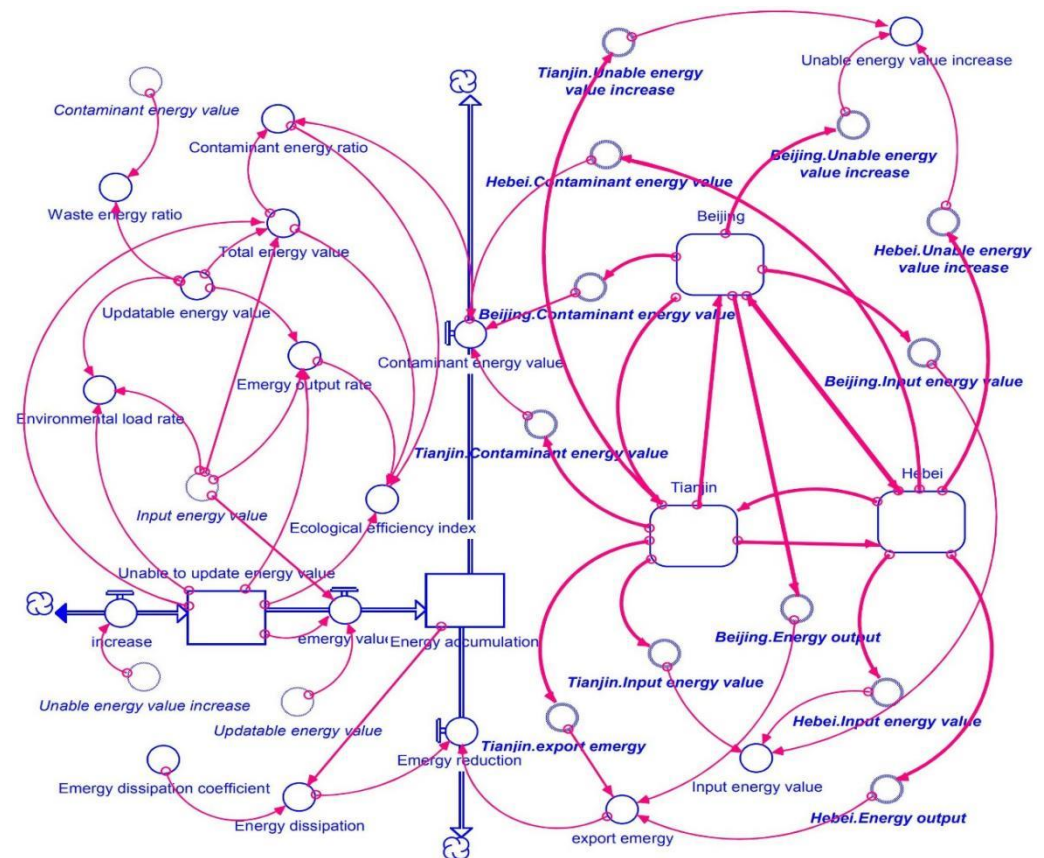 Tianjin.Unable energy
value increase
Unable energy value increase
Contaminant energy value
Contaminant energy ratio
Beijing.Unable energy
value increase
Hebei.Contaminant energy value
Waste energy ratio
Beijing
Total energy value
Hebei.Unable energy
value increase
Updatable energy value
Beijing.Contaminant energy value
Contaminant energy value
Emergy output rate
Beijing.Input energy value
Environmental load rate
Tianjin.Contaminant energy value
Hebei
Tianjin
Input energy value
Ecological efficiency index
Unable to update energy value
increase
emergy value
Energy accumulation
Beijing.Energy output
Unable energy value increase
Tianjin.Input energy value
Updatable energy value
Hebei.Input energy value
Tianjin.export emergy
Emergy reduction
Emergy dissipation coefficient
Input energy value
Energy dissipation
Hebei.Energy output
export emergy